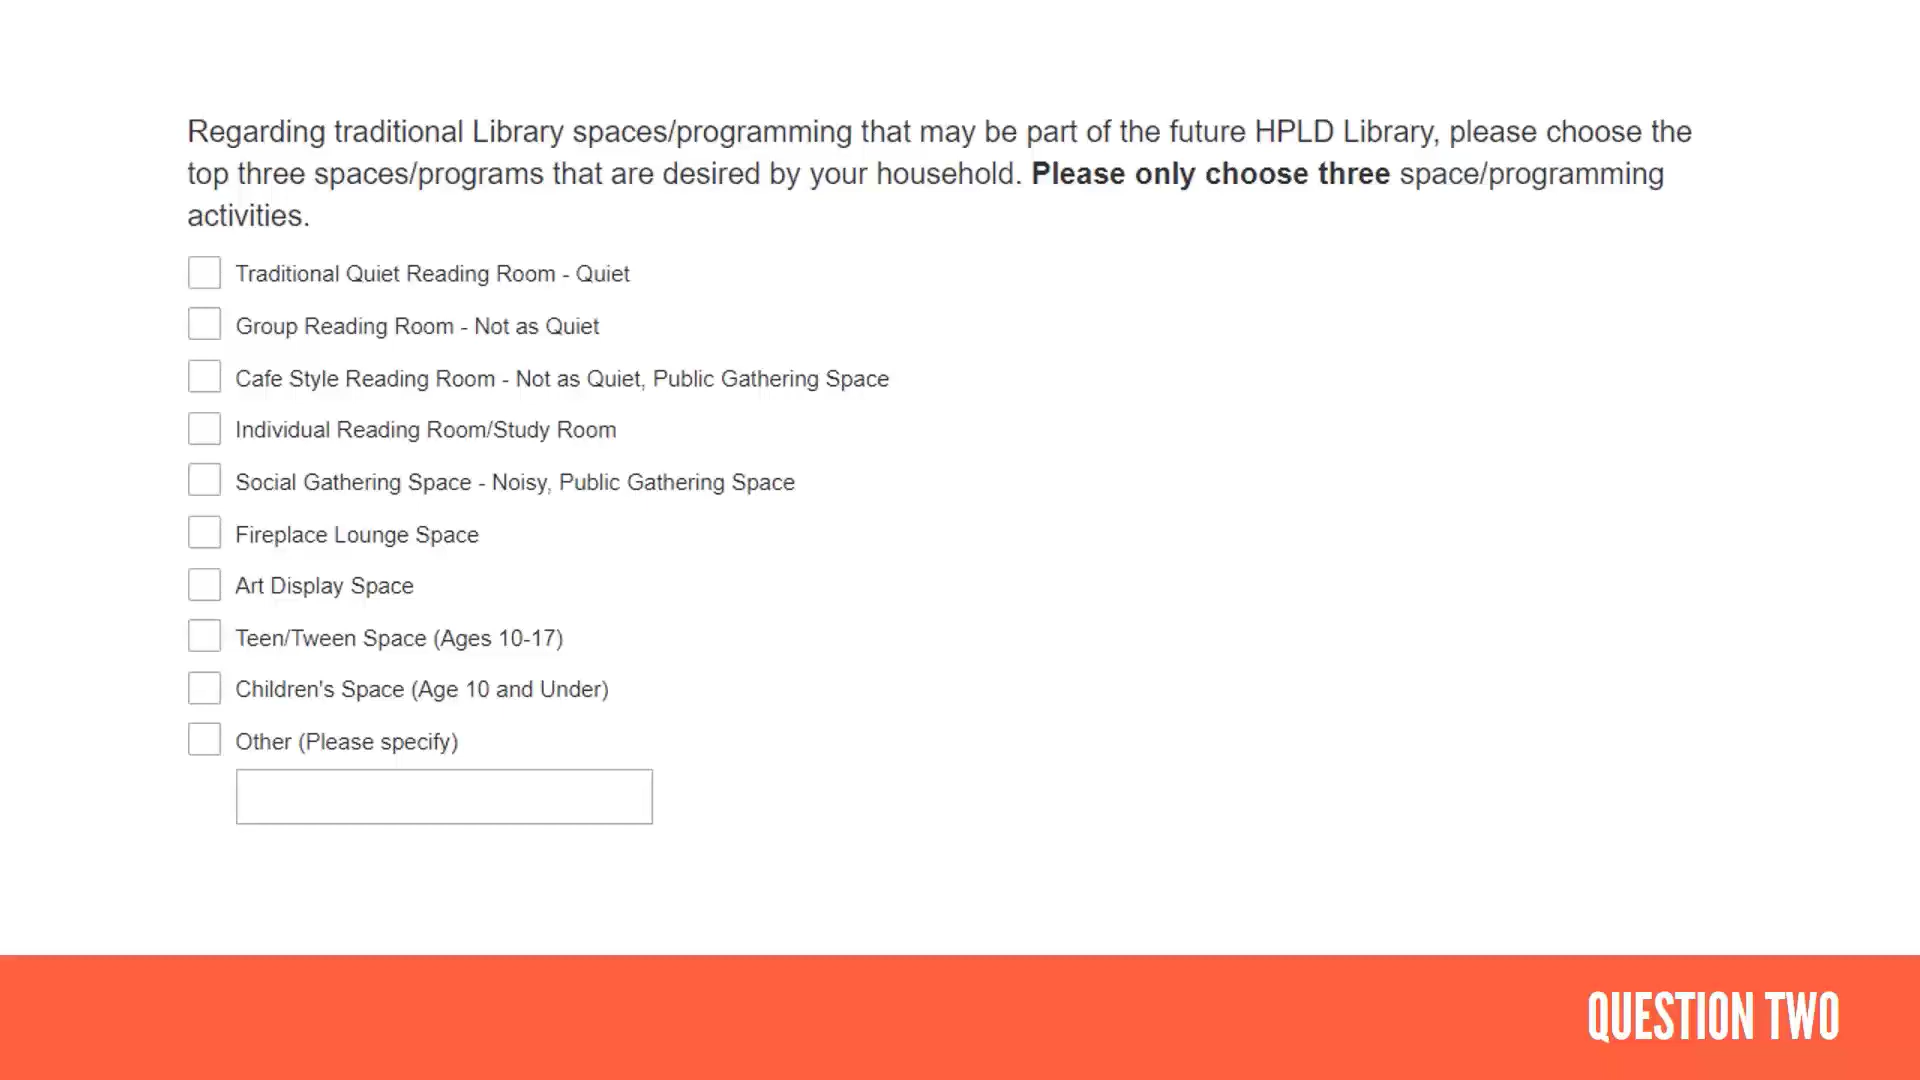 Regarding traditional Library spaces/programming that may be part of the future HPLD Library, please choose the
top three spaces/programs that are desired by your household. Please only choose three space/programming
activities.
Traditional Quiet Reading Room - Quiet
Group Reading Room - Not as Quiet
Cafe Style Reading Room - Not as Quiet, Public Gathering Space
Individual Reading Room/Study Room
Social Gathering Space - Noisy, Public Gathering Space
Fireplace Lounge Space
Art Display Space
Teen/Tween Space (Ages 10-17)
Children's Space (Age 10 and Under)
Other (Please specify)
QUESTION TWO